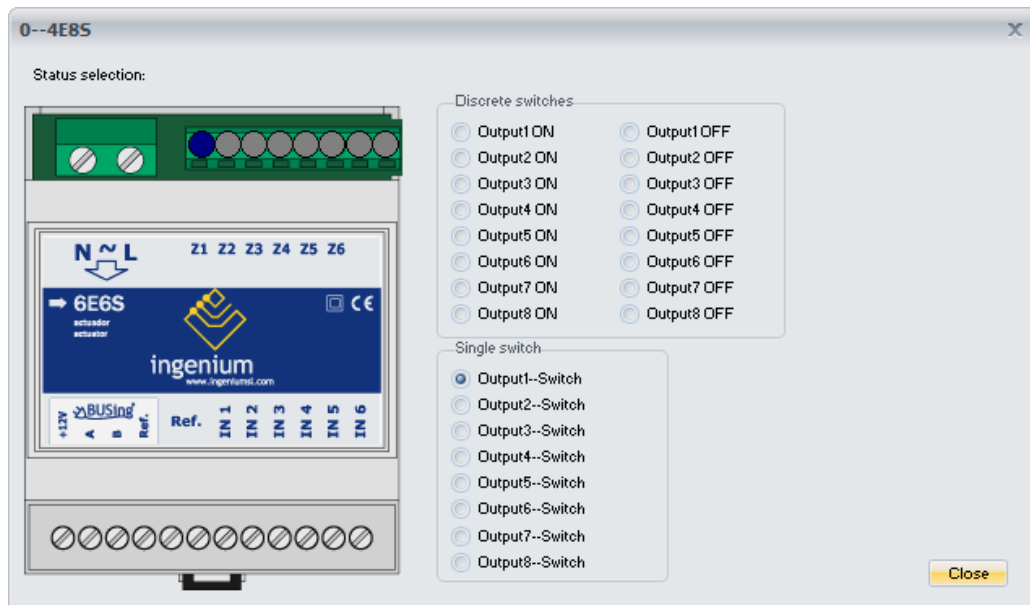 0--4E8S
X
Status selection:
N ~ L
Z1 Z2 Z3 Z4 Z5 Z6
6E6S
actuador
actuator
CE
ingenium
www.ingeniumsl.com
+12V
BUSing
A
B
Ref.
Ref.
IN 1
IN 2
IN 3
IN 4
IN 5
IN 6
Discrete switches
Output1 ON Output1 OFF
Output2 ON Output2 OFF
Output3 ON Output3 OFF
Output4 ON Output4 OFF
Output5 ON Output5 OFF
Output6 ON Output6 OFF
Output7 ON Output7 OFF
Output8 ON Output8 OFF
Single switch
Output1--Switch
Output2--Switch
Output3--Switch
Output4--Switch
Output5--Switch
Output6--Switch
Output7--Switch
Output8--Switch
Close